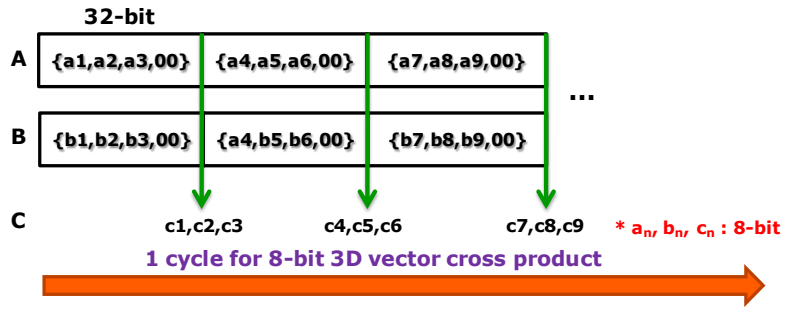 32-bit
A {a1,a2,a3,00} {a4,a5,a6,00} {a7,a8,a9,00}
...
B {b1,b2,b3,00} {a4,b5,b6,00} {b7,b8,b9,00}
C c1,c2,c3 c4,c5,c6 c7,c8,c9 * an, bn, cn : 8-bit
1 cycle for 8-bit 3D vector cross product